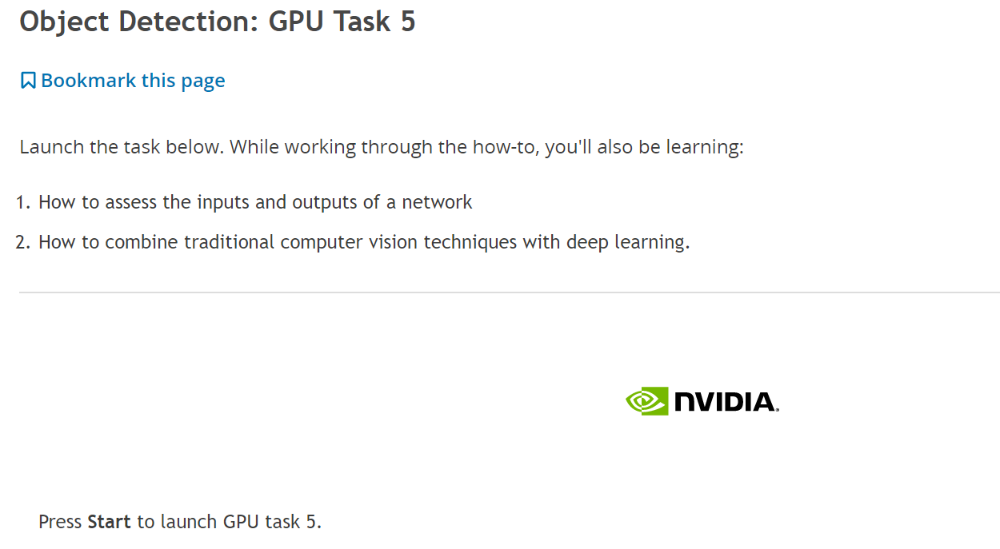 Object Detection: GPU Task 5
Bookmark this page
Launch the task below. While working through the how-to, you'll also be learning:
1. How to assess the inputs and outputs of a network
2. How to combine traditional computer vision techniques with deep learning.
NVIDIA.
Press Start to launch GPU task 5.